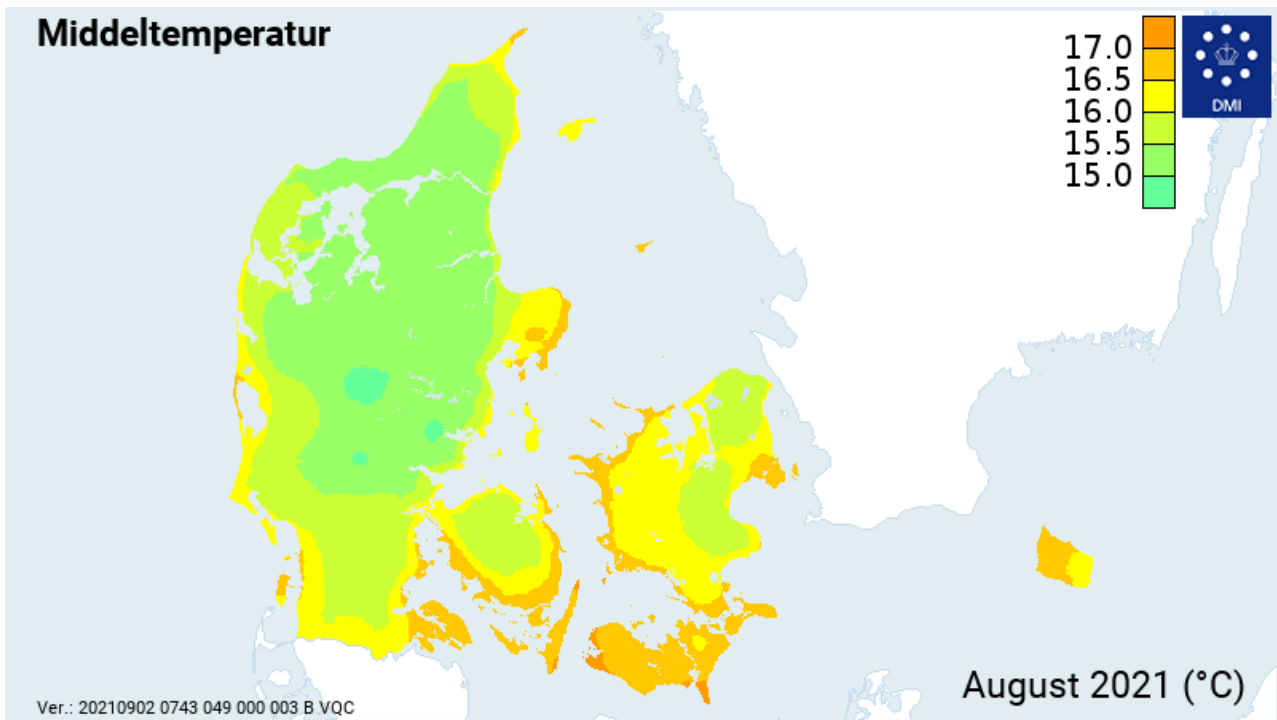 Middeltemperatur
17.0
16.5
16.0
15.5
15.0
DMI
August 2021 (°C)
Ver.: 20210902 0743 049 000 003 B VQC